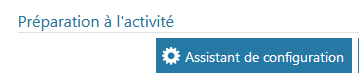 Préparation à l'activité
Assistant de configuration